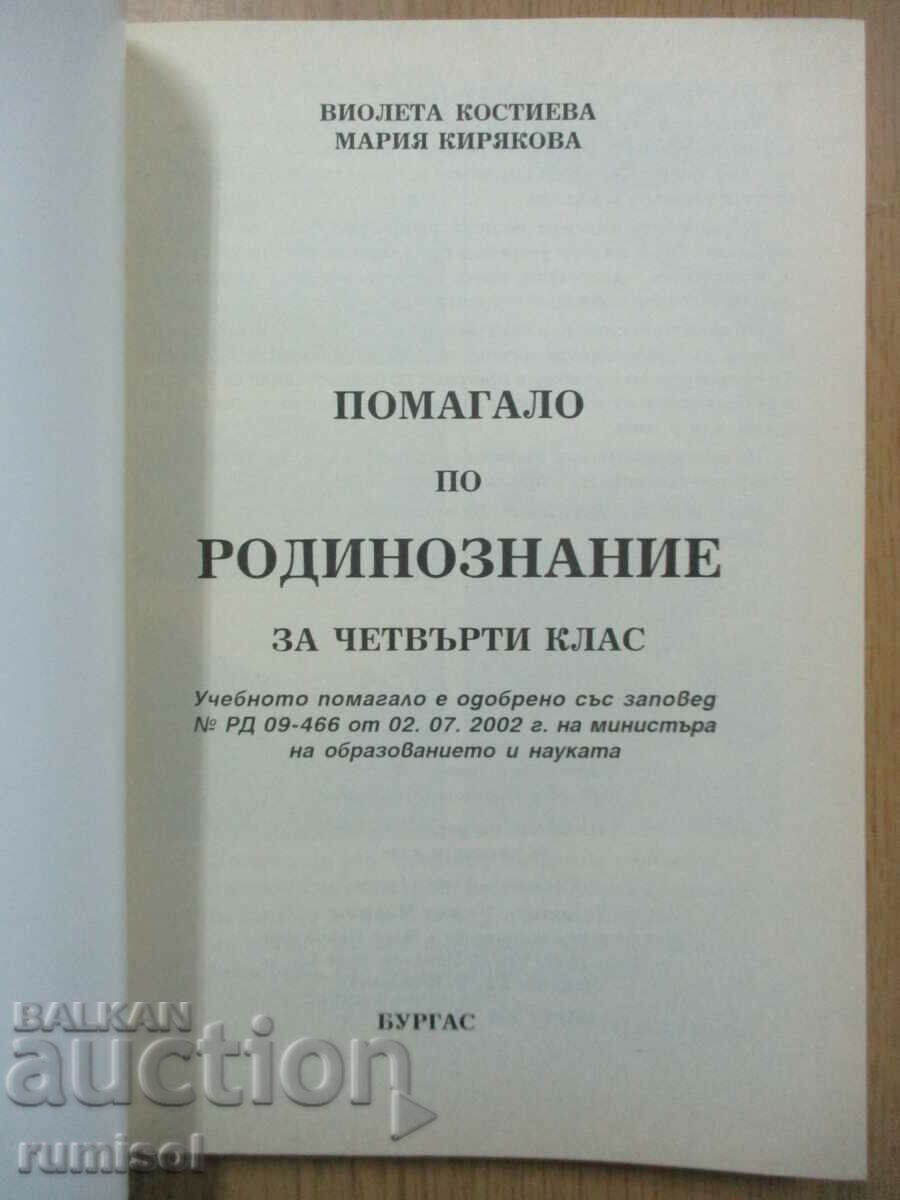 ВИОЛЕТА КОСТИЕВА
МАРИЯ КИРЯКОВА
ПОМАГАЛО
ПО
РОДИНОЗНАНИЕ
ЗА ЧЕТВЪРТИ КЛАС
Учебното помагало е одобрено със заповед
№ РД 09-466 от 02. 07. 2002 г. на министъра
на образованието и науката
БУРГАС
BALKAN
auction
rumisol